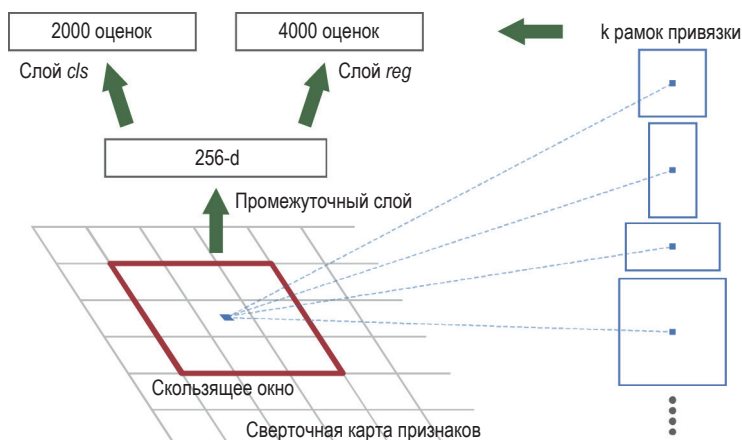 2000 оценок
4000 оценок
k рамок привязки
Слой cls
Слой reg
256-d
Промежуточный слой
Скользящее окно
Сверточная карта признаков